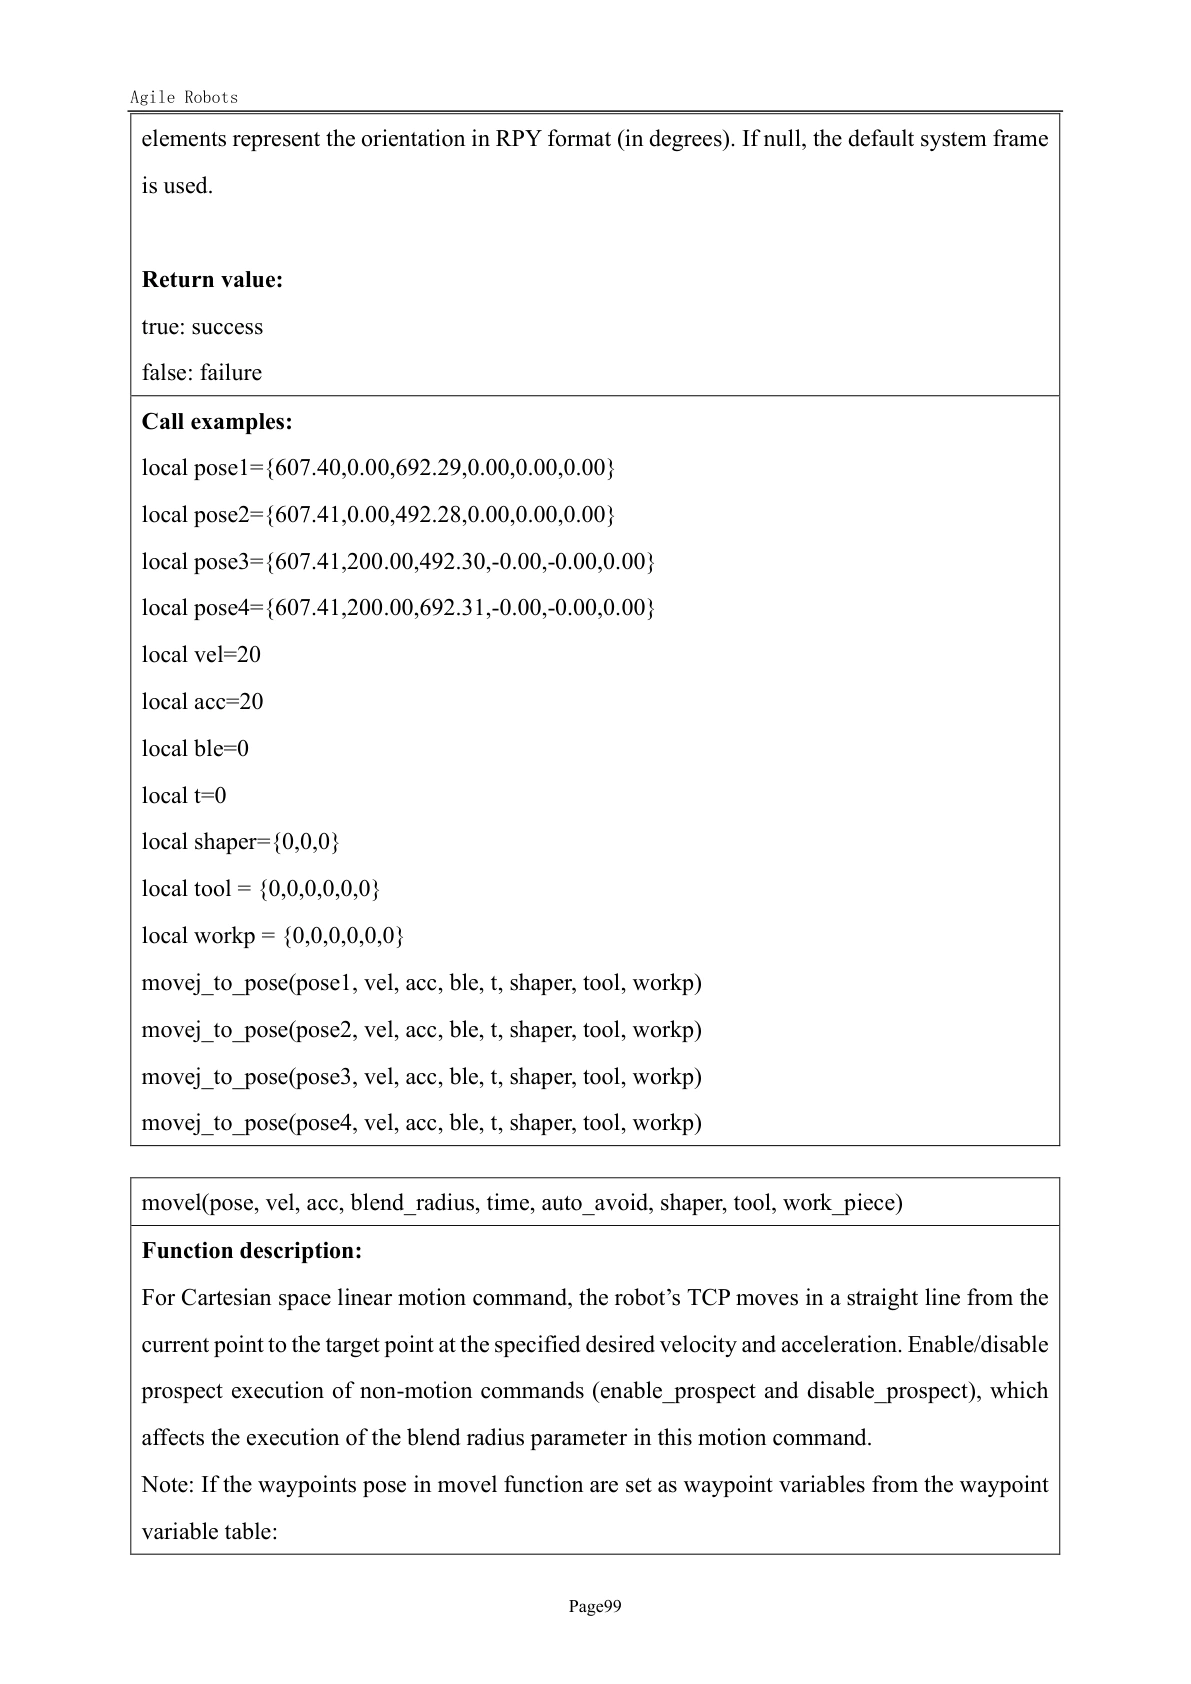 Agile Robots
elements represent the orientation in RPY format (in degrees). If null, the default system frame
is used.
Return value:
true: success
false: failure
Call examples:
local pose1={607.40,0.00,692.29,0.00,0.00,0.00}
local pose2={607.41,0.00,492.28,0.00,0.00,0.00}
local pose3={607.41,200.00,492.30,-0.00,-0.00,0.00}
local pose4={607.41,200.00,692.31,-0.00,-0.00,0.00}
local vel=20
local acc=20
local ble=0
local t=0
local shaper={0,0,0}
local tool = {0,0,0,0,0,0}
local workp = {0,0,0,0,0,0}
movej_to_pose(pose1, vel, acc, ble, t, shaper, tool, workp)
movej_to_pose(pose2, vel, acc, ble, t, shaper, tool, workp)
movej_to_pose(pose3, vel, acc, ble, t, shaper, tool, workp)
movej_to_pose(pose4, vel, acc, ble, t, shaper, tool, workp)
movel(pose, vel, acc, blend_radius, time, auto_avoid, shaper, tool, work_piece)
Function description:
For Cartesian space linear motion command, the robot’s TCP moves in a straight line from the
current point to the target point at the specified desired velocity and acceleration. Enable/disable
prospect execution of non-motion commands (enable_prospect and disable_prospect), which
affects the execution of the blend radius parameter in this motion command.
Note: If the waypoints pose in movel function are set as waypoint variables from the waypoint
variable table:
Page99